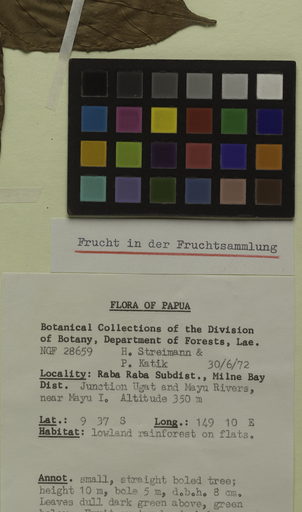 Frucht in der Fruchtsammlung
FLORA OF PAPUA
Botanical Collections of the Division
of Botany, Department of Forests, Lae.
NGF 28659 H. Streimann &
P. Katik 30/6/72
Locality: Raba Raba Subdist., Milne Bay
Dist. Junction Ugat and Mayu Rivers,
near Mayu I. Altitude 350 m
Lat.: 9 37 S Long.: 149 10 E
Habitat: lowland rainforest on flats.
Annot. small, straight boled tree;
height 10 m, bole 5 m, d.b.h. 8 cm.
Leaves dull dark green above, green